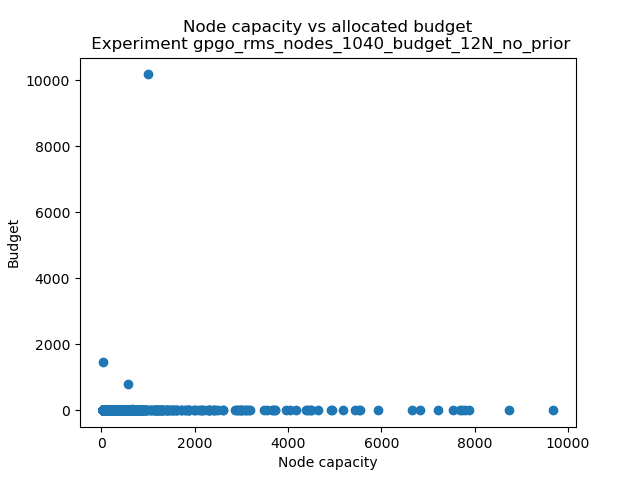 Node capacity vs allocated budget
Experiment gpgo_rms_nodes_1040_budget_12N_no_prior
10000
8000
6000
4000
2000
0
Budget
0 2000 4000 6000 8000 10000
Node capacity